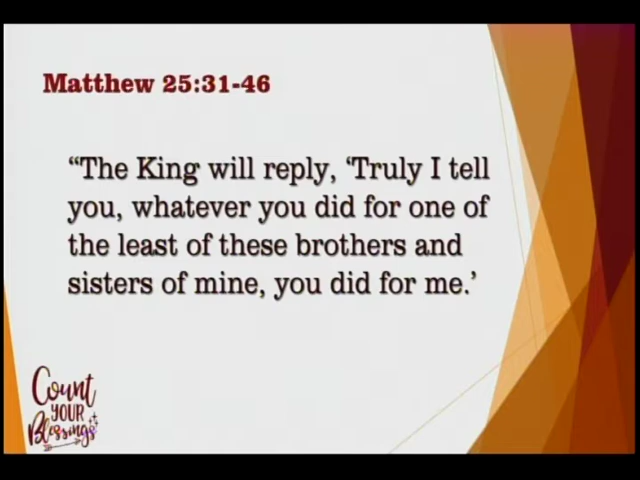 Matthew 25:31-46
“The King will reply, ‘Truly I tell
you, whatever you did for one of
the least of these brothers and
sisters of mine, you did for me.’
Count
YOUR
Blessings